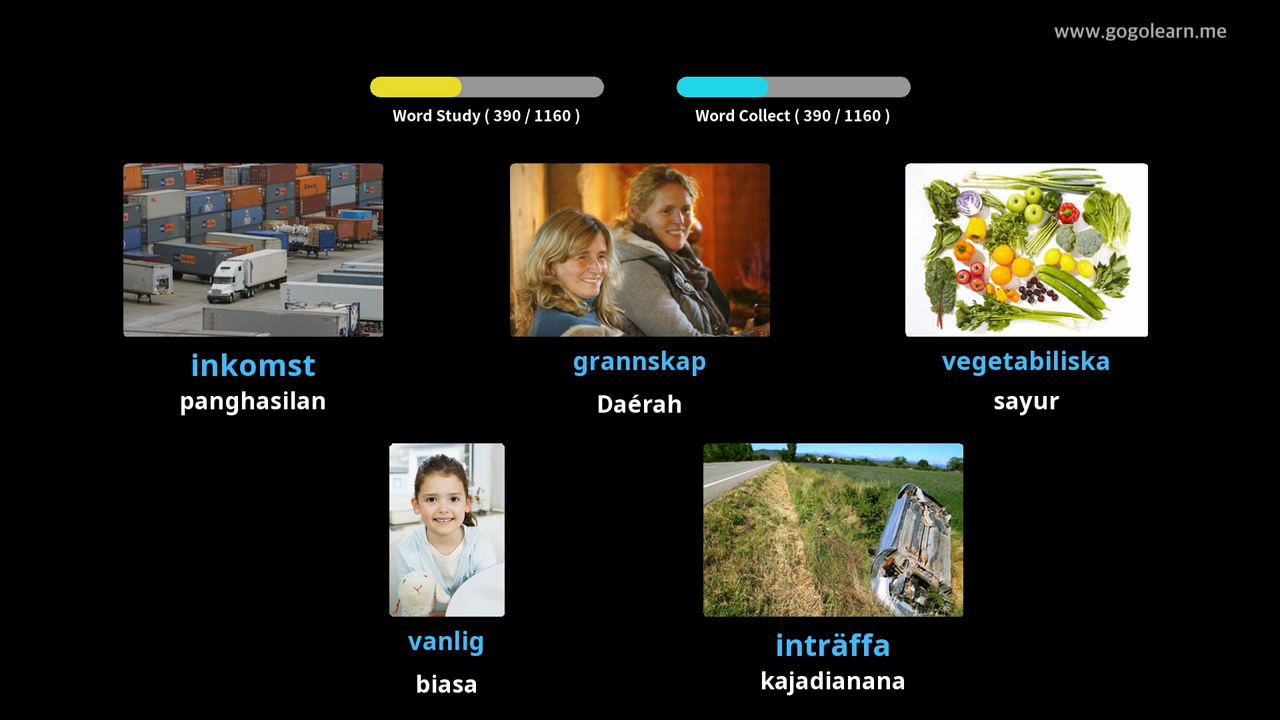 www.gogolearn.me
Word Study ( 390 / 1160 )
Word Collect ( 390 / 1160 )
inkomst
panghasilan
grannskap
Daérah
vegetabiliska
sayur
vanlig
biasa
inträffa
kajadianana